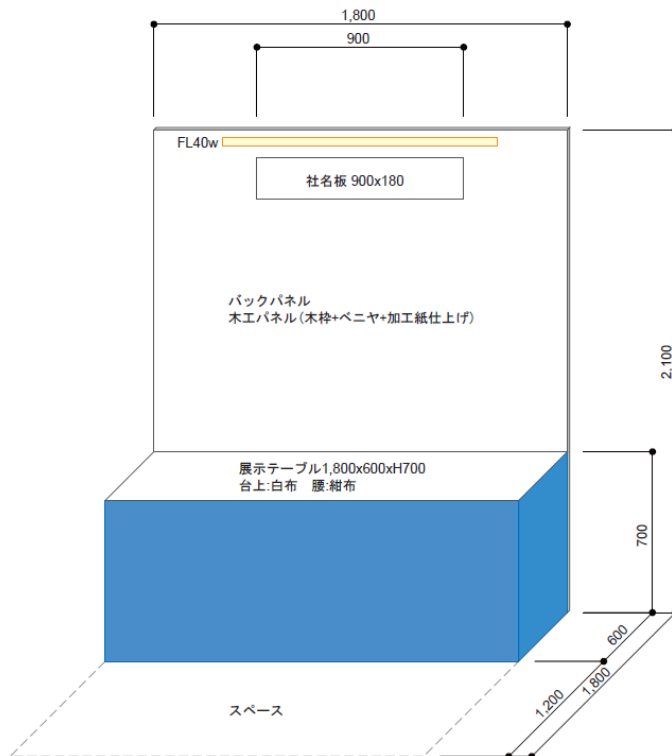 1,800
900
FL40w
社名板 900x180
バックパネル
木工パネル(木枠+ベニヤ+加工紙仕上げ)
2,100
展示テーブル1,800x600xH700
台上:白布　腰:紺布
700
600
1,200
1,800
スペース